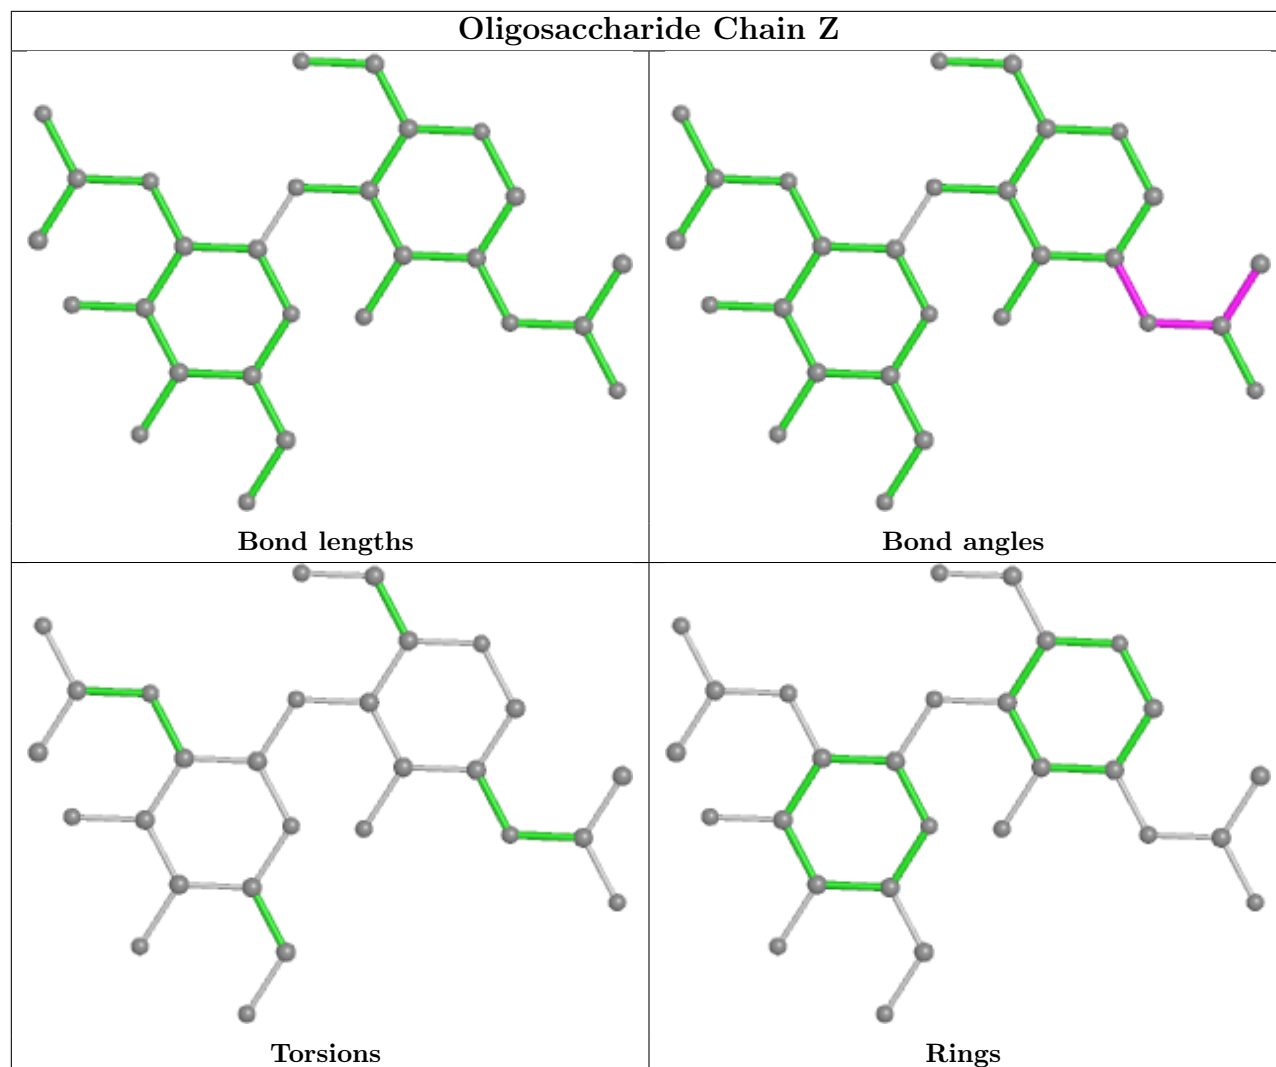 Oligosaccharide Chain Z
Bond lengths
Bond angles
Torsions
Rings